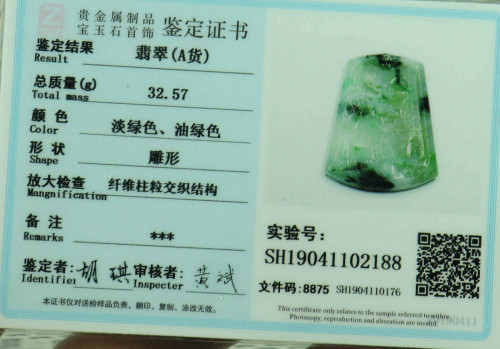 贵金属制品
宝玉石首饰 鉴定证书
鉴定结果 翡翠(A货)
Result
总质量(g) 32.57
Total mass
颜色 淡绿色、油绿色
Color
形状 雕形
Shape
放大检查 纤维柱粒交织结构
Mangnification
备注 ***
Remarks
鉴定者: 胡琪 审核者: 黄斌
Identifier Inspecter
本证书仅对送检样品负责，翻印、复制、涂改无效。
实验号:
SH19041102188
文件码: 8875 SH1904110176
This certificate only relates to the sample tested within
Photocopy, reproduction and alteration are invalid